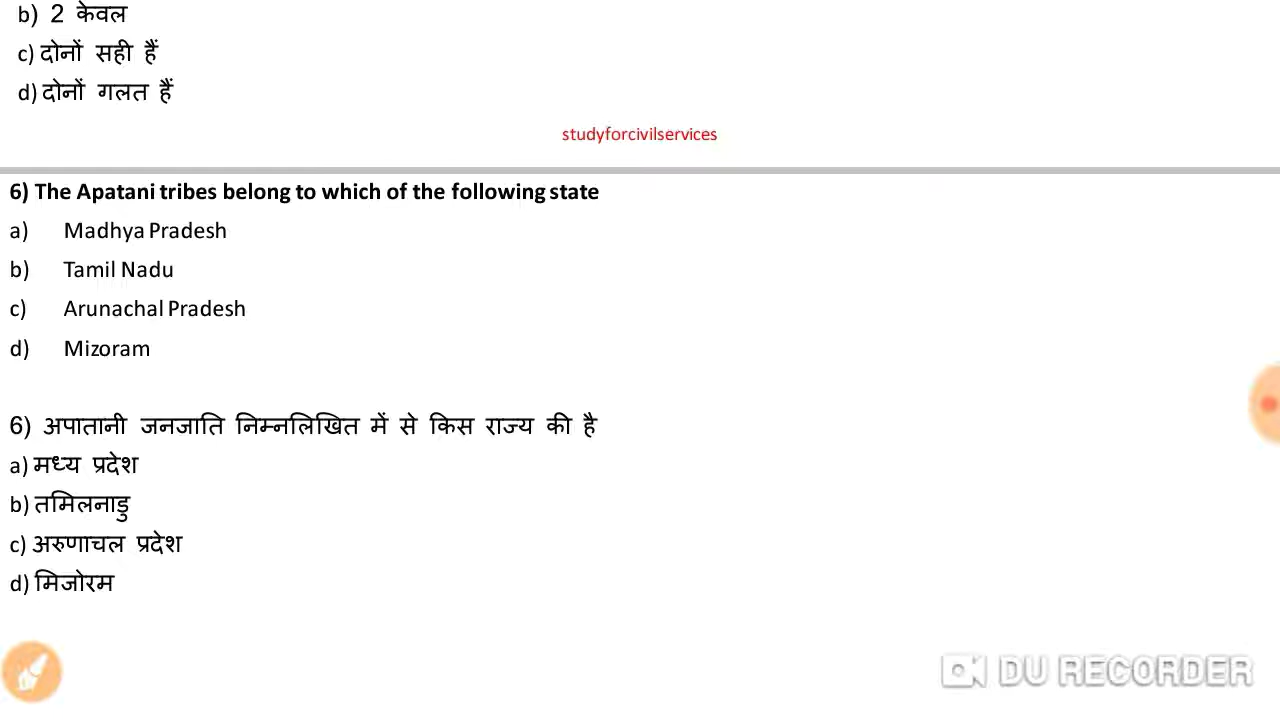 b) 2 केवल
c) दोनों सही हैं
d) दोनों गलत हैं
studyforcivilservices
6) The Apatani tribes belong to which of the following state
a) Madhya Pradesh
b) Tamil Nadu
c) Arunachal Pradesh
d) Mizoram
6) अपातानी जनजाति निम्नलिखित में से किस राज्य की है
a) मध्य प्रदेश
b) तमिलनाडु
c) अरुणाचल प्रदेश
d) मिजोरम
DU RECORDER